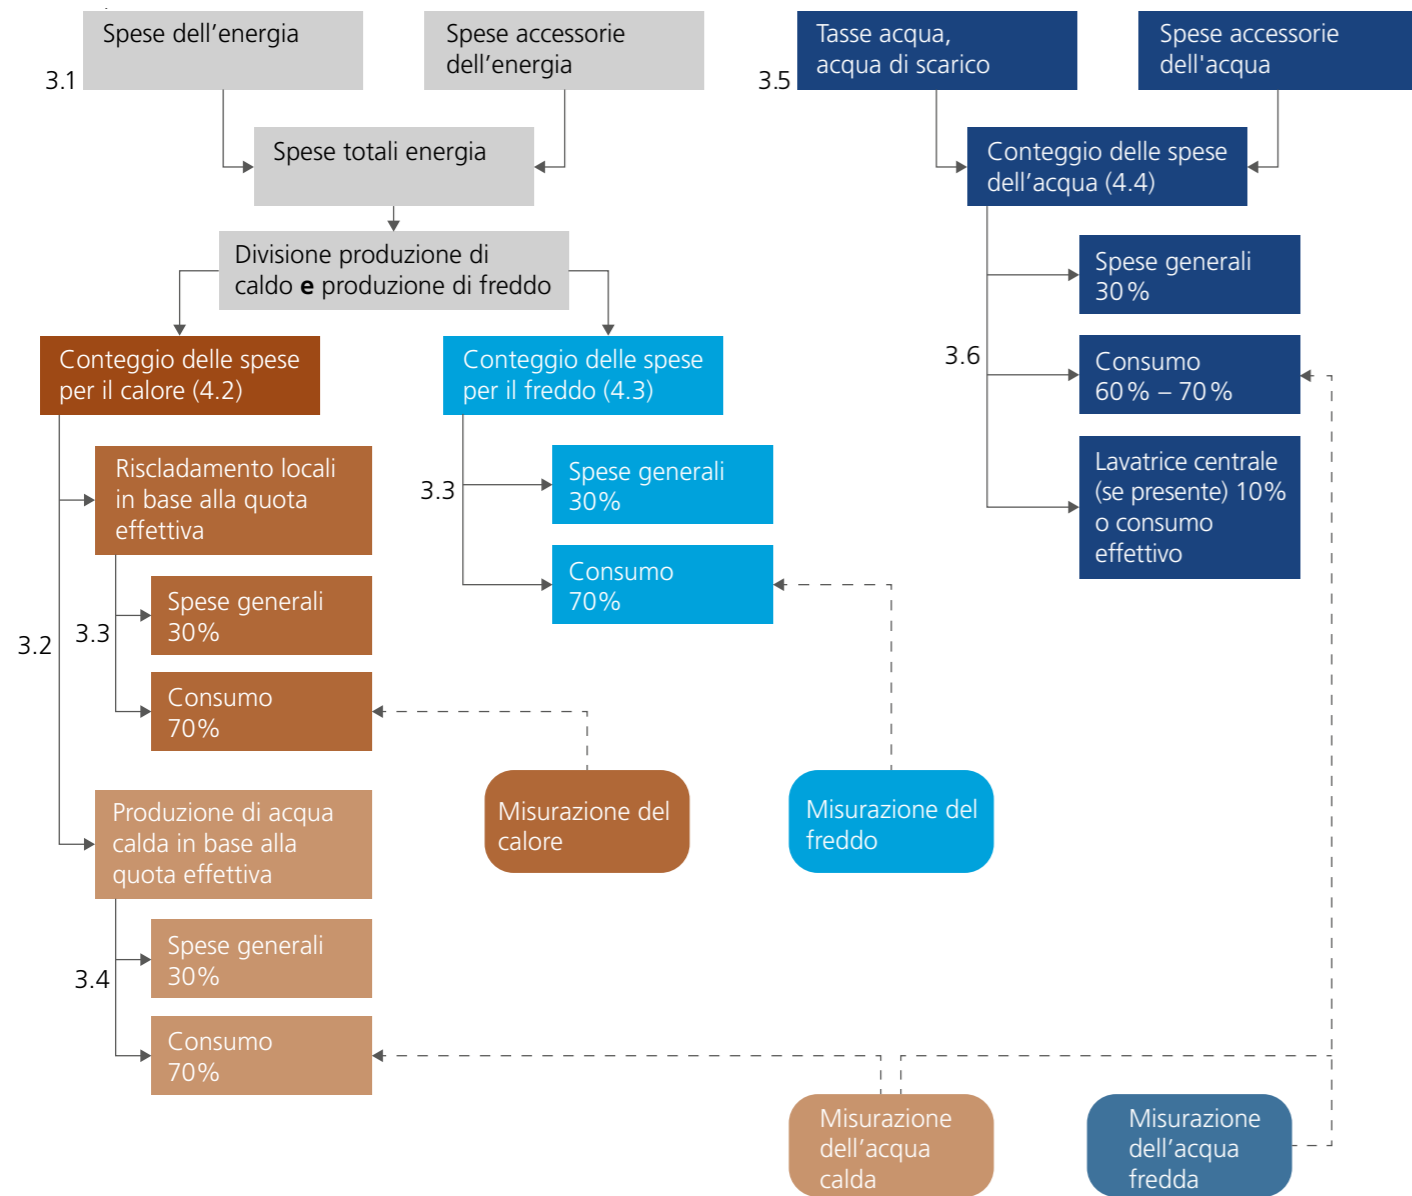 Spese dell’energia
Spese accessorie
dell’energia
3.1
Spese totali energia
Divisione produzione di
caldo e produzione di freddo
Conteggio delle spese
per il calore (4.2)
Conteggio delle spese
per il freddo (4.3)
Riscladamento locali
in base alla quota
effettiva
3.3
Spese generali
30%
Consumo
70%
3.2
3.3
Spese generali
30%
Consumo
70%
Misurazione del
calore
Misurazione del
freddo
Produzione di acqua
calda in base alla
quota effettiva
3.4
Spese generali
30%
Consumo
70%
Tasse acqua,
acqua di scarico
Spese accessorie
dell'acqua
3.5
Conteggio delle spese
dell’acqua (4.4)
Spese generali
30%
3.6
Consumo
60% – 70%
Lavatrice centrale
(se presente) 10%
o consumo
effettivo
Misurazione
dell’acqua
calda
Misurazione
dell’acqua
fredda